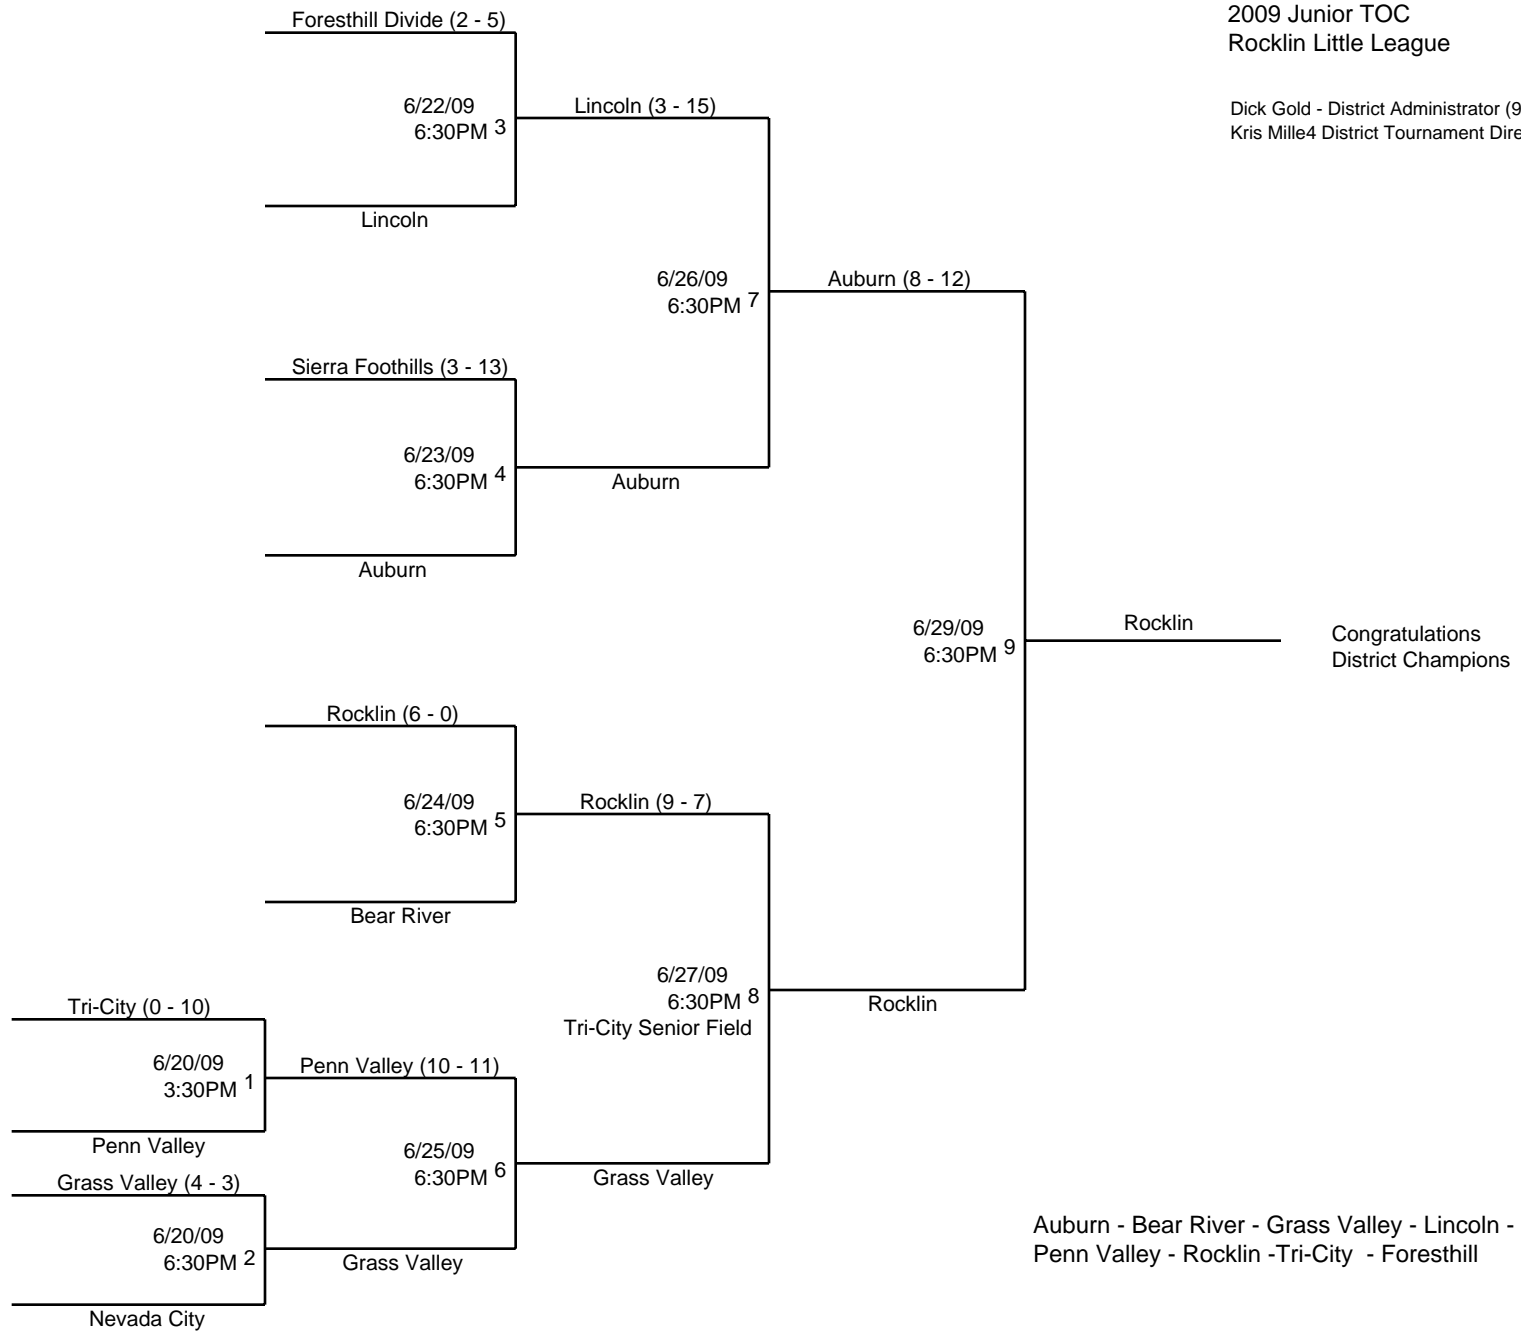 2009 Junior TOC
Rocklin Little League
Dick Gold - District Administrator (9
Kris Mille4 District Tournament Dire
Foresthill Divide (2 - 5)
6/22/09
6:30PM 3
Lincoln (3 - 15)
Lincoln
6/26/09
6:30PM 7
Auburn (8 - 12)
Sierra Foothills (3 - 13)
6/23/09
6:30PM 4
Auburn
Auburn
6/29/09
6:30PM 9
Rocklin
Congratulations
District Champions
Rocklin (6 - 0)
6/24/09
6:30PM 5
Rocklin (9 - 7)
Bear River
6/27/09
6:30PM 8
Tri-City Senior Field
Rocklin
Tri-City (0 - 10)
6/20/09
3:30PM 1
Penn Valley (10 - 11)
Penn Valley
6/25/09
6:30PM 6
Grass Valley
Grass Valley (4 - 3)
6/20/09
6:30PM 2
Grass Valley
Nevada City
Auburn - Bear River - Grass Valley - Lincoln -
Penn Valley - Rocklin -Tri-City - Foresthill